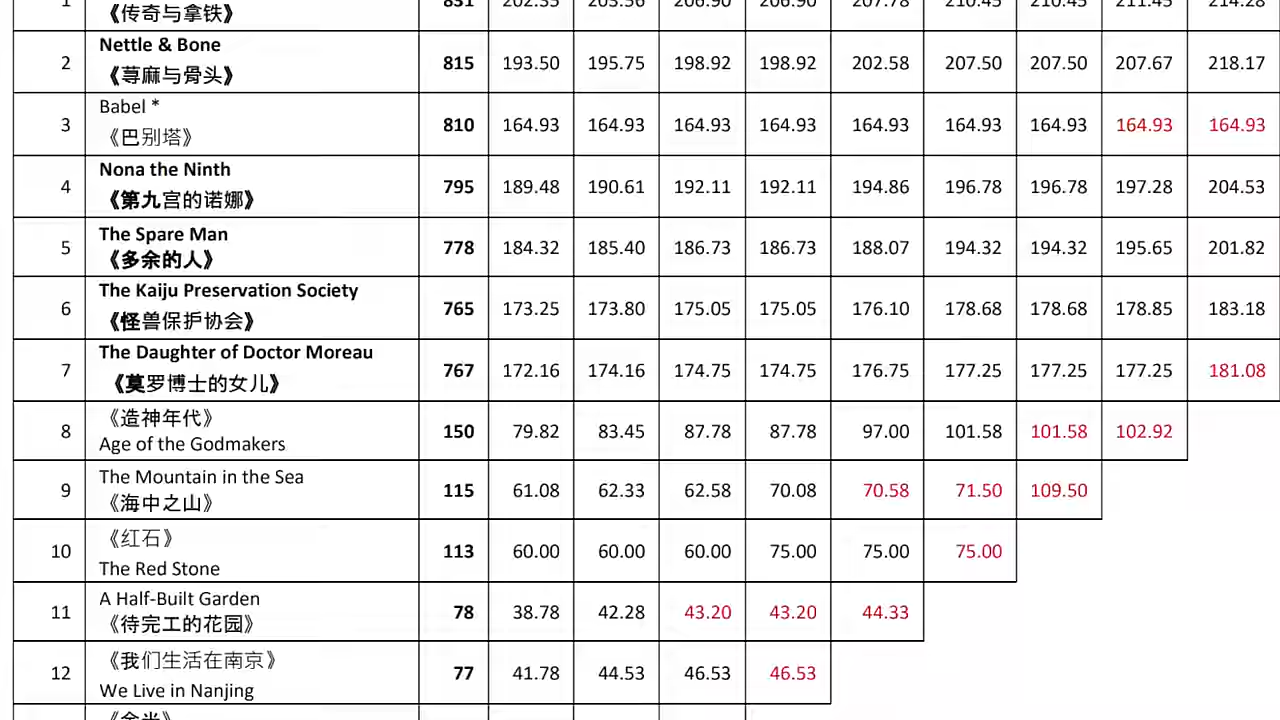 1 《传奇与拿铁》 831 202.35 203.56 206.90 206.90 207.78 210.45 210.45 211.45 214.28
Nettle & Bone
2 《荨麻与骨头》 815 193.50 195.75 198.92 198.92 202.58 207.50 207.50 207.67 218.17
Babel *
3 《巴别塔》 810 164.93 164.93 164.93 164.93 164.93 164.93 164.93 164.93 164.93
Nona the Ninth
4 《第九宫的诺娜》 795 189.48 190.61 192.11 192.11 194.86 196.78 196.78 197.28 204.53
The Spare Man
5 《多余的人》 778 184.32 185.40 186.73 186.73 188.07 194.32 194.32 195.65 201.82
The Kaiju Preservation Society
6 《怪兽保护协会》 765 173.25 173.80 175.05 175.05 176.10 178.68 178.68 178.85 183.18
The Daughter of Doctor Moreau
7 《莫罗博士的女儿》 767 172.16 174.16 174.75 174.75 176.75 177.25 177.25 177.25 181.08
《造神年代》
8 Age of the Godmakers 150 79.82 83.45 87.78 87.78 97.00 101.58 101.58 102.92
The Mountain in the Sea
9 《海中之山》 115 61.08 62.33 62.58 70.08 70.58 71.50 109.50
《红石》
10 The Red Stone 113 60.00 60.00 60.00 75.00 75.00 75.00
A Half-Built Garden
11 《待完工的花园》 78 38.78 42.28 43.20 43.20 44.33
《我们生活在南京》
12 We Live in Nanjing 77 41.78 44.53 46.53 46.53